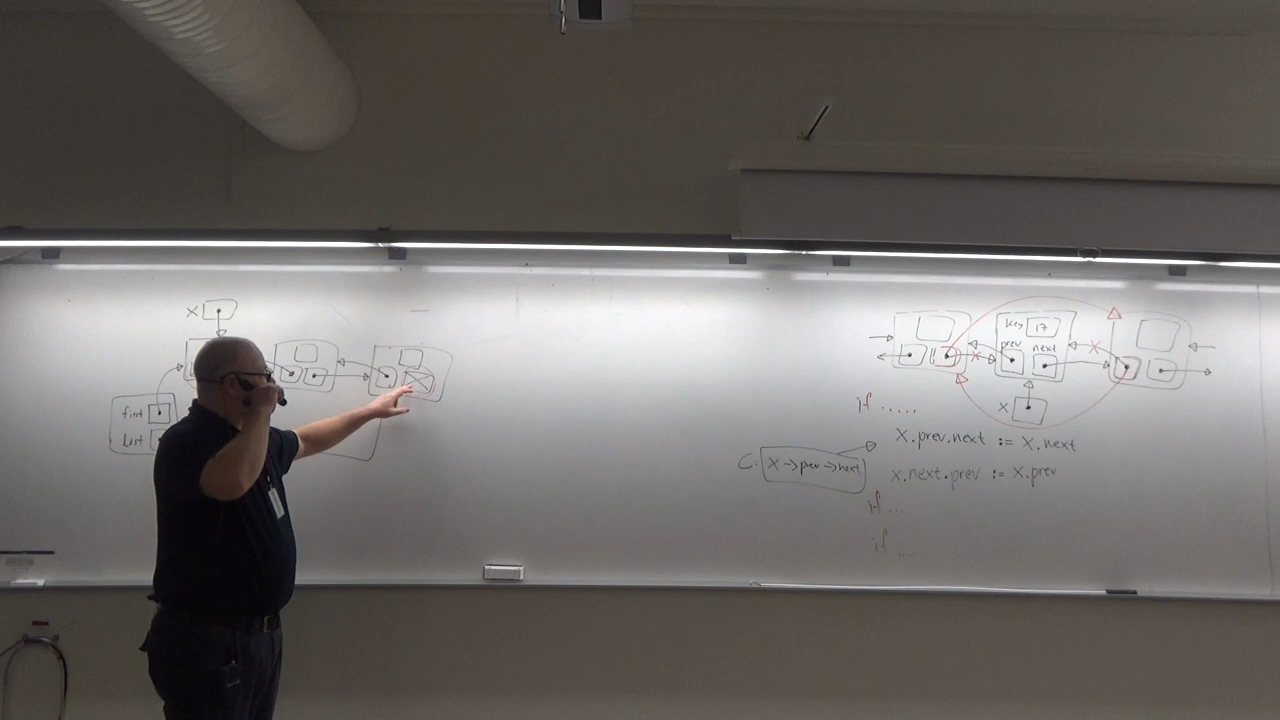 X
first
last
key 17
prev next
X
if .....
X.prev.next := X.next
C: X->prev->next
X.next.prev := X.prev
if ...
if ...